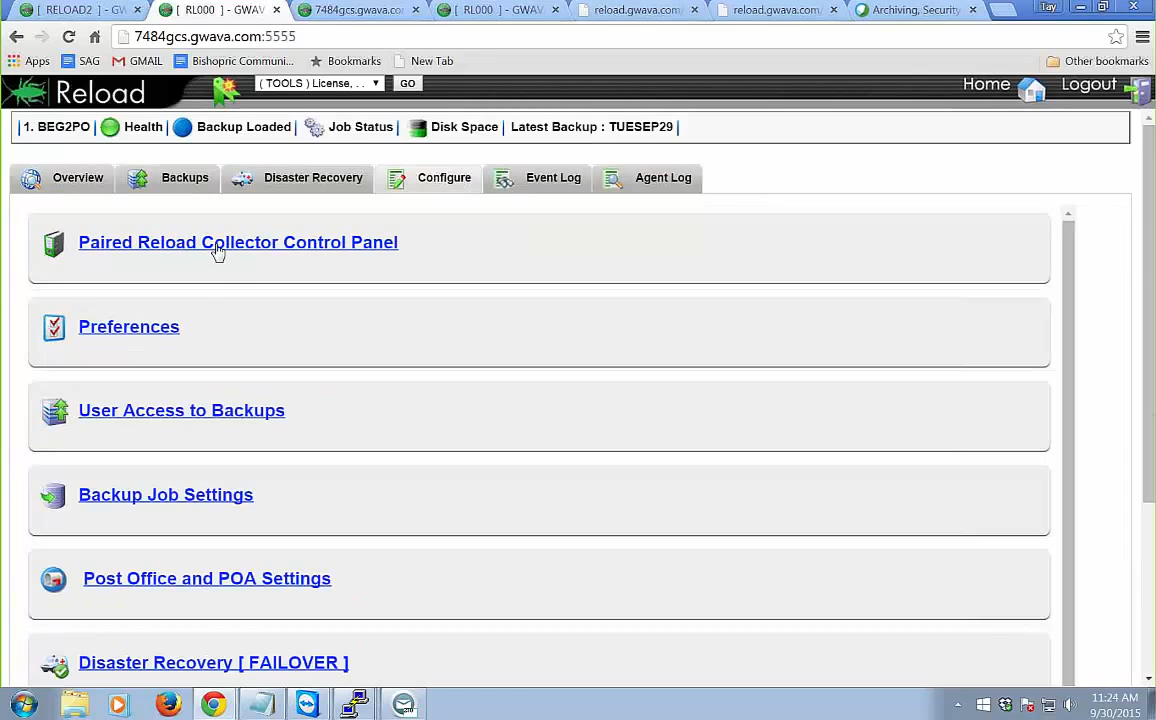 [ RELOAD2 ] - GW
[ RL000 ] - GWAV
7484gcs.gwava.com:
[ RL000 ] - GWAV
reload.gwava.com/
reload.gwava.com/
Archiving, Security
Tay
7484gcs.gwava.com:5555
Apps
SAG
GMAIL
Bishopric Communi...
Bookmarks
New Tab
Other bookmarks
Reload
( TOOLS ) License, . .
GO
Home
Logout
1. BEG2PO
Health
Backup Loaded
Job Status
Disk Space
Latest Backup : TUESEP29
Overview
Backups
Disaster Recovery
Configure
Event Log
Agent Log
Paired Reload Collector Control Panel
Preferences
User Access to Backups
Backup Job Settings
Post Office and POA Settings
Disaster Recovery [ FAILOVER ]
11:24 AM
9/30/2015